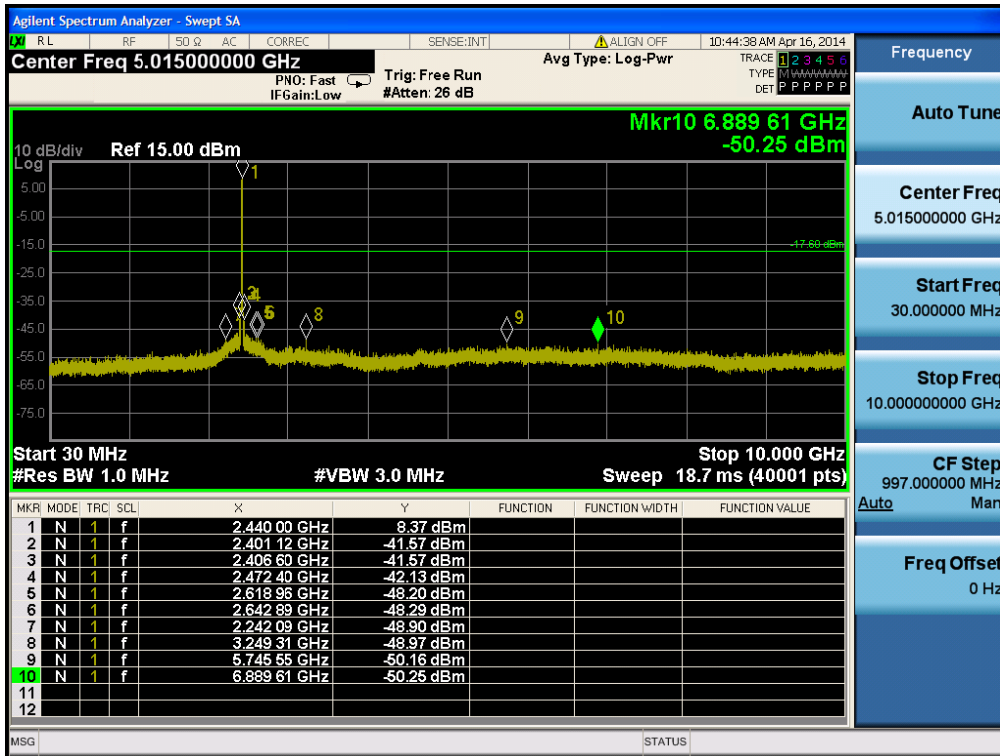 Agilent Spectrum Analyzer - Swept SA
LXI RL RF 50 Ω AC CORREC SENSE:INT ALIGN OFF 10:44:38 AM Apr 16, 2014
Center Freq 5.015000000 GHz
PNO: Fast
IFGain:Low
Trig: Free Run
#Atten: 26 dB
Avg Type: Log-Pwr
TRACE 1 2 3 4 5 6
TYPE M
DET P P P P P P
Mkr10 6.889 61 GHz
-50.25 dBm
10 dB/div Ref 15.00 dBm
Log
1
5.00
-5.00
-15.0
-17.60 dBm
-25.0
-35.0
-45.0
8
9
10
-55.0
-65.0
-75.0
Start 30 MHz Stop 10.000 GHz
#Res BW 1.0 MHz #VBW 3.0 MHz Sweep 18.7 ms (40001 pts)
MKR MODE TRC SCL X Y FUNCTION FUNCTION WIDTH FUNCTION VALUE
1 N 1 f 2.440 00 GHz 8.37 dBm
2 N 1 f 2.401 12 GHz -41.57 dBm
3 N 1 f 2.406 60 GHz -41.57 dBm
4 N 1 f 2.472 40 GHz -42.13 dBm
5 N 1 f 2.618 96 GHz -48.20 dBm
6 N 1 f 2.642 89 GHz -48.29 dBm
7 N 1 f 2.242 09 GHz -48.90 dBm
8 N 1 f 3.249 31 GHz -48.97 dBm
9 N 1 f 5.745 55 GHz -50.16 dBm
10 N 1 f 6.889 61 GHz -50.25 dBm
11
12
MSG STATUS
Frequency
Auto Tune
Center Freq
5.015000000 GHz
Start Freq
30.000000 MHz
Stop Freq
10.000000000 GHz
CF Step
997.000000 MHz
Auto Man
Freq Offset
0 Hz